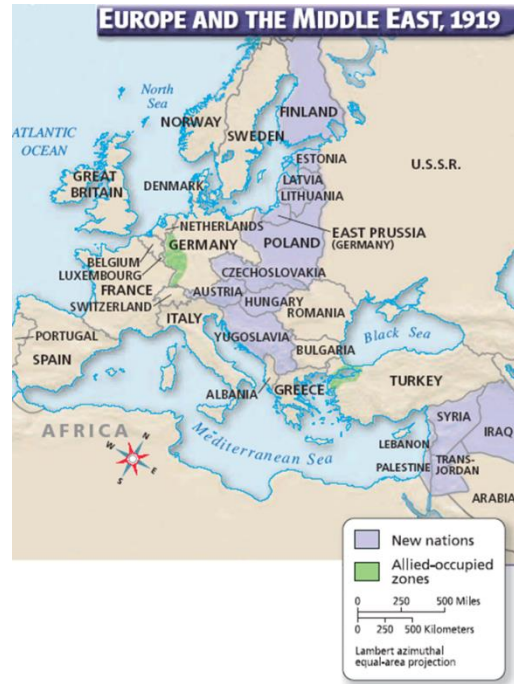 EUROPE AND THE MIDDLE EAST, 1919
North
Sea
FINLAND
NORWAY
SWEDEN
ATLANTIC
OCEAN
ESTONIA
U.S.S.R.
GREAT
BRITAIN
DENMARK
LATVIA
LITHUANIA
NETHERLANDS
EAST PRUSSIA
(GERMANY)
GERMANY
POLAND
BELGIUM
LUXEMBOURG
CZECHOSLOVAKIA
FRANCE
AUSTRIA
SWITZERLAND
HUNGARY
ITALY
ROMANIA
PORTUGAL
YUGOSLAVIA
Black Sea
SPAIN
BULGARIA
ALBANIA
GREECE
TURKEY
SYRIA
IRAQ
AFRICA
Mediterranean Sea
LEBANON
N
W
E
S
PALESTINE
TRANS-
JORDAN
ARABIA
New nations
Allied-occupied
zones
0 250 500 Miles
0 250 500 Kilometers
Lambert azimuthal
equal-area projection